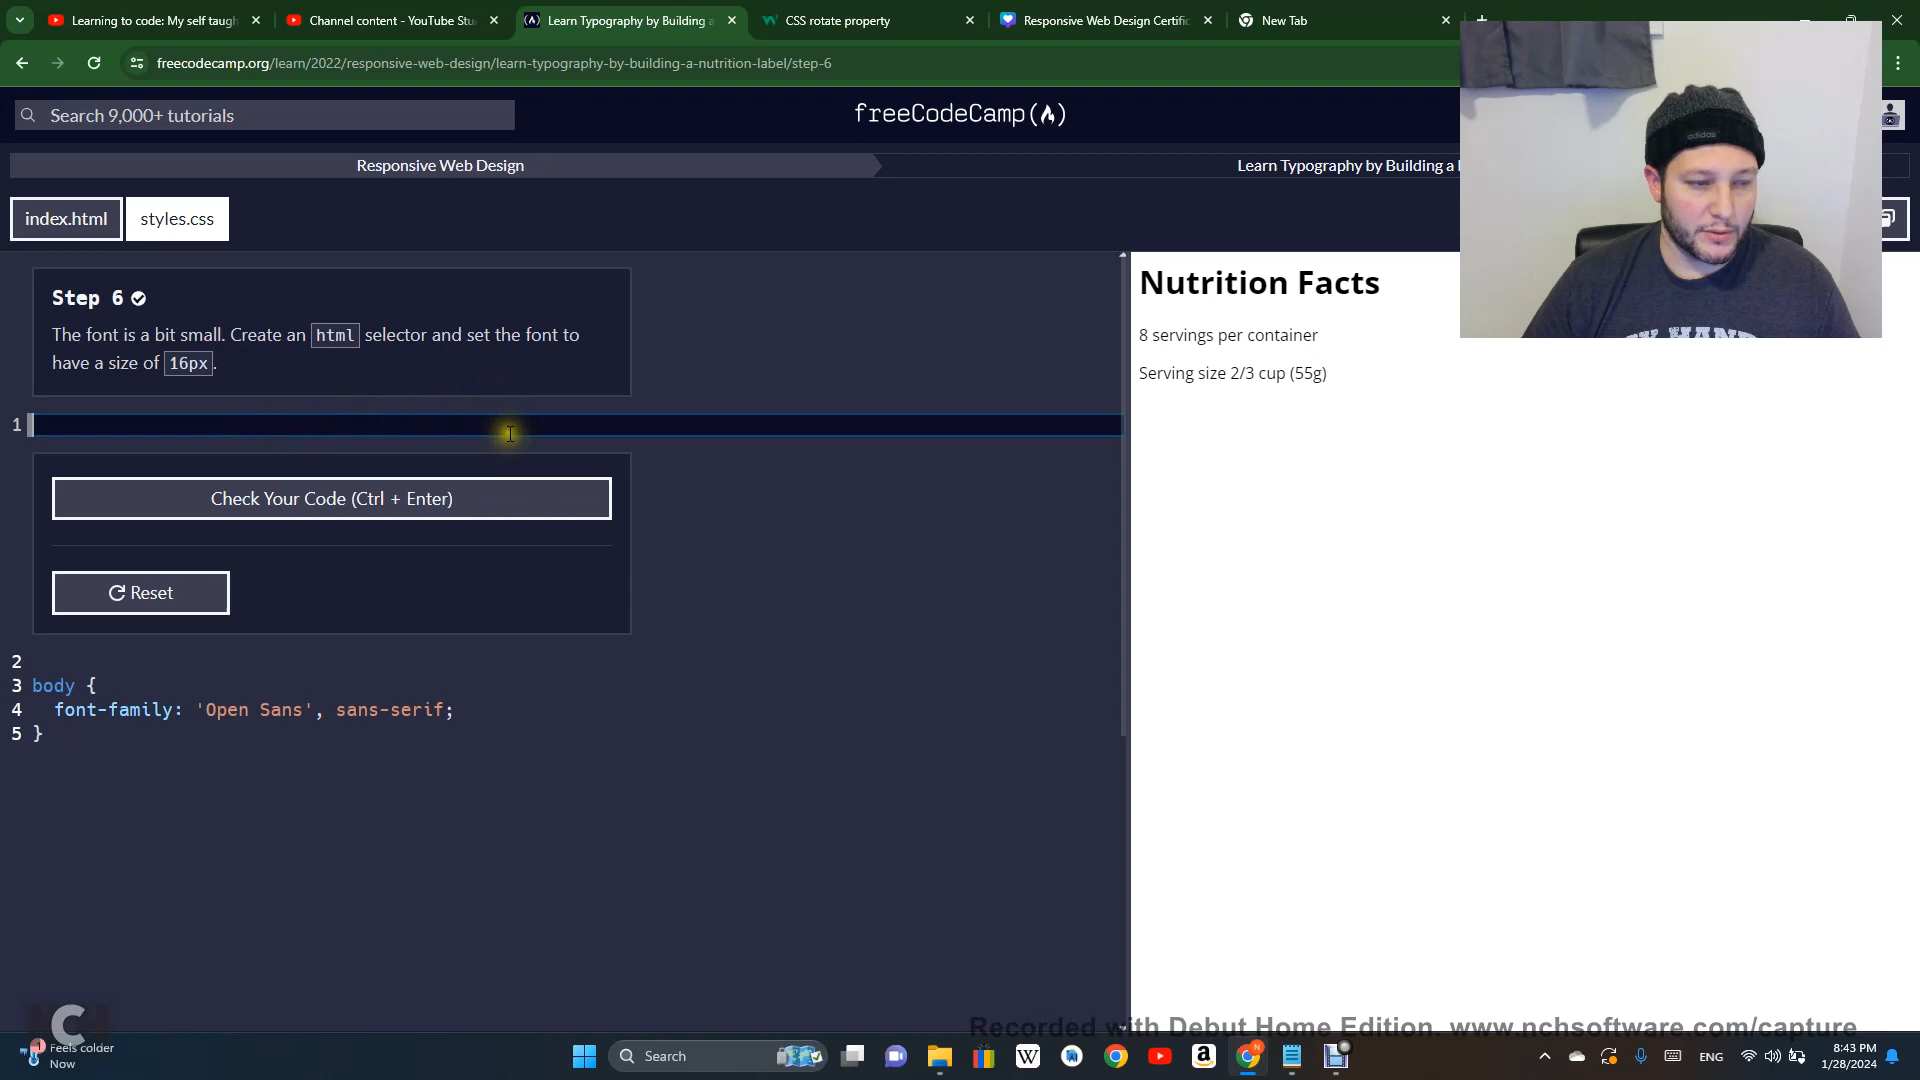 Learning to code: My self taugh
Channel content - YouTube Stu
Learn Typography by Building a
CSS rotate property
Responsive Web Design Certific
New Tab
freecodecamp.org/learn/2022/responsive-web-design/learn-typography-by-building-a-nutrition-label/step-6
Search 9,000+ tutorials
freeCodeCamp(🔥)
Responsive Web Design
Learn Typography by Building a
index.html
styles.css
Step 6
The font is a bit small. Create an html selector and set the font to
have a size of 16px.
1
Check Your Code (Ctrl + Enter)
Reset
2
3 body {
4 font-family: 'Open Sans', sans-serif;
5 }
Nutrition Facts
8 servings per container
Serving size 2/3 cup (55g)
adidas
Recorded with Debut Home Edition. www.nchsoftware.com/capture
Feels colder
Now
Search
ENG
8:43 PM
1/28/2024